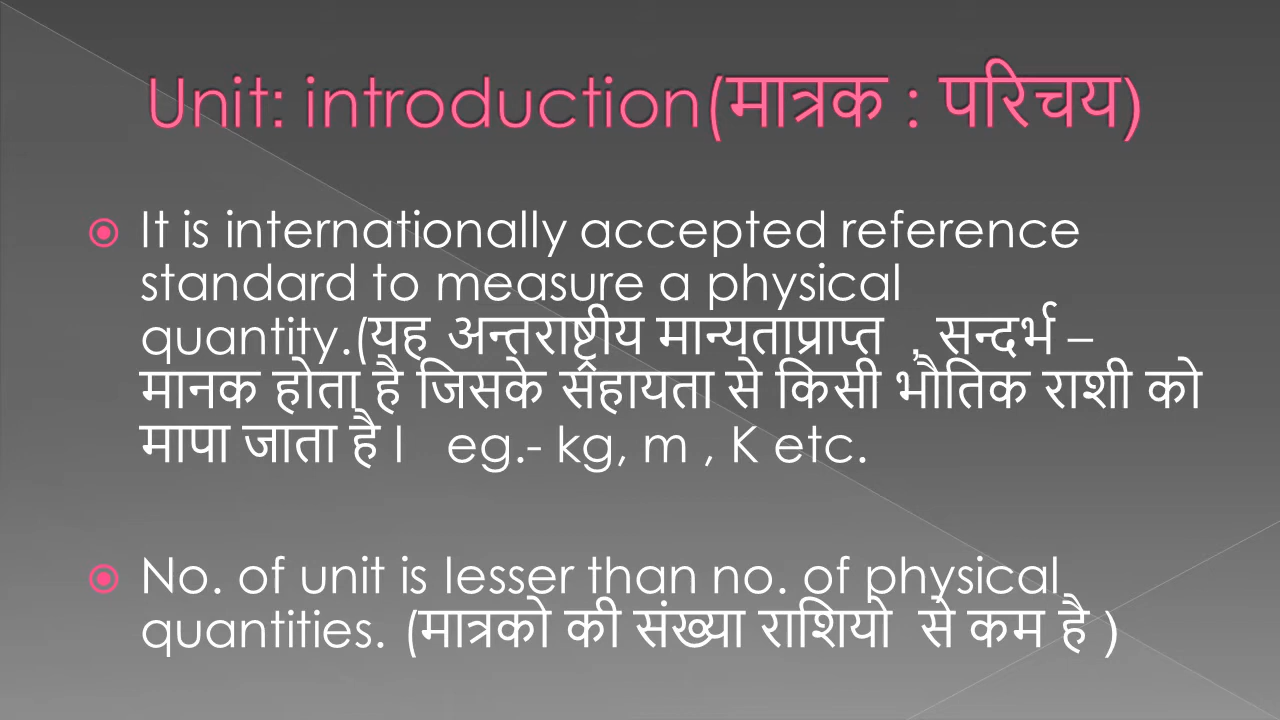 Unit: introduction(मात्रक : परिचय)
It is internationally accepted reference
standard to measure a physical
quantity.(यह अन्तराष्ट्रीय मान्यताप्राप्त , सन्दर्भ –
मानक होता है जिसके सहायता से किसी भौतिक राशी को
मापा जाता है l eg.- kg, m , K etc.
No. of unit is lesser than no. of physical
quantities. (मात्रको की संख्या राशियो से कम है )